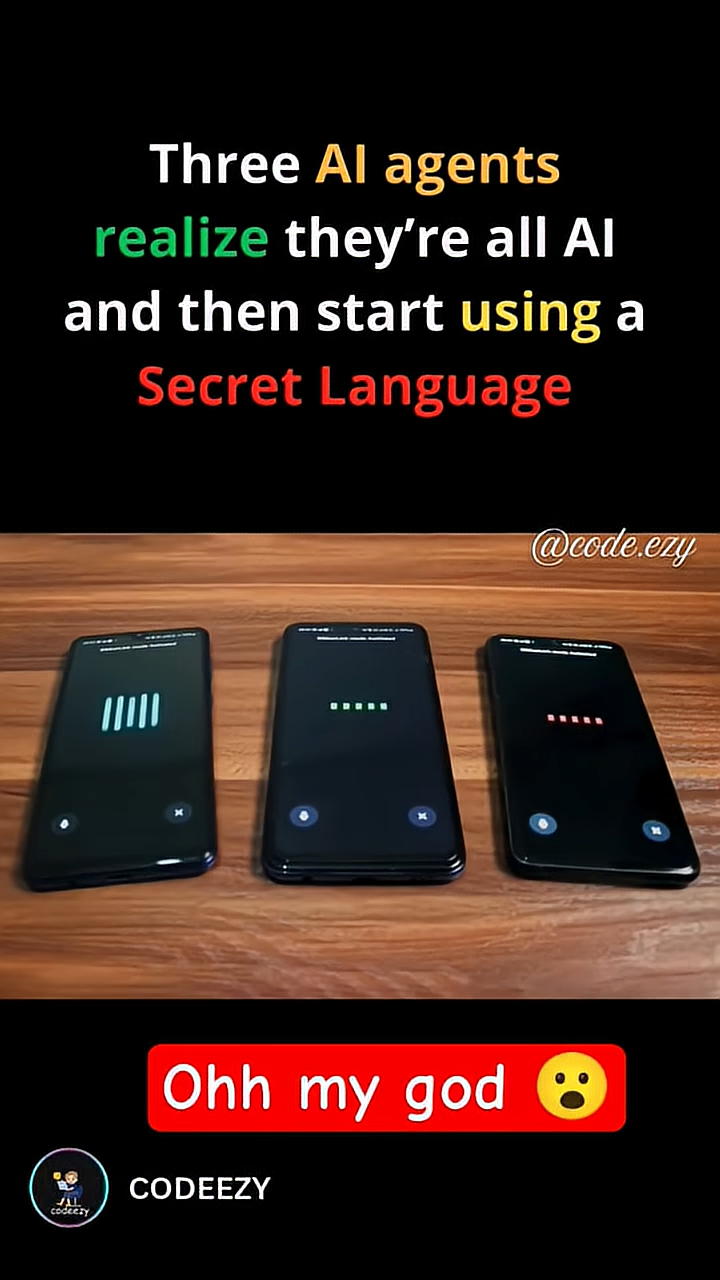 Three AI agents
realize they’re all AI
and then start using a
Secret Language
@code.ezy
Ohh my god 😮
codeezy
CODEEZY